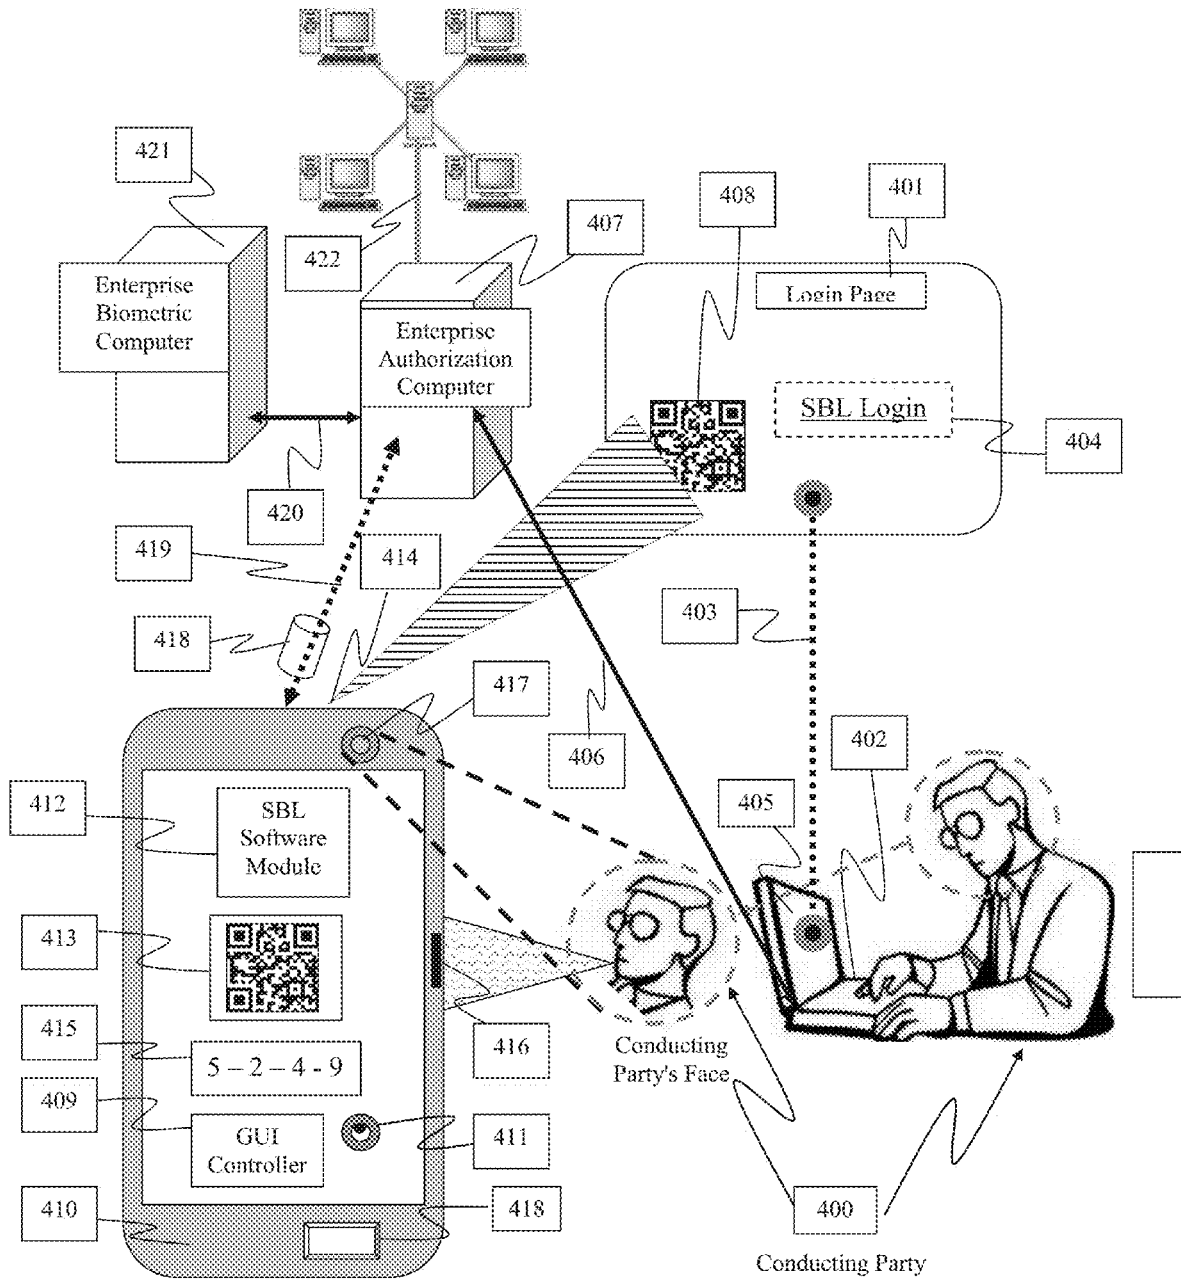 421
408
401
407
422
Login Page
Enterprise
Biometric
Computer
Enterprise
Authorization
Computer
SBL Login
404
420
419
414
403
418
417
406
402
412
SBL
Software
Module
405
413
415
416
5 – 2 – 4 - 9
Conducting
Party's Face
409
GUI
Controller
411
410
418
400
Conducting Party